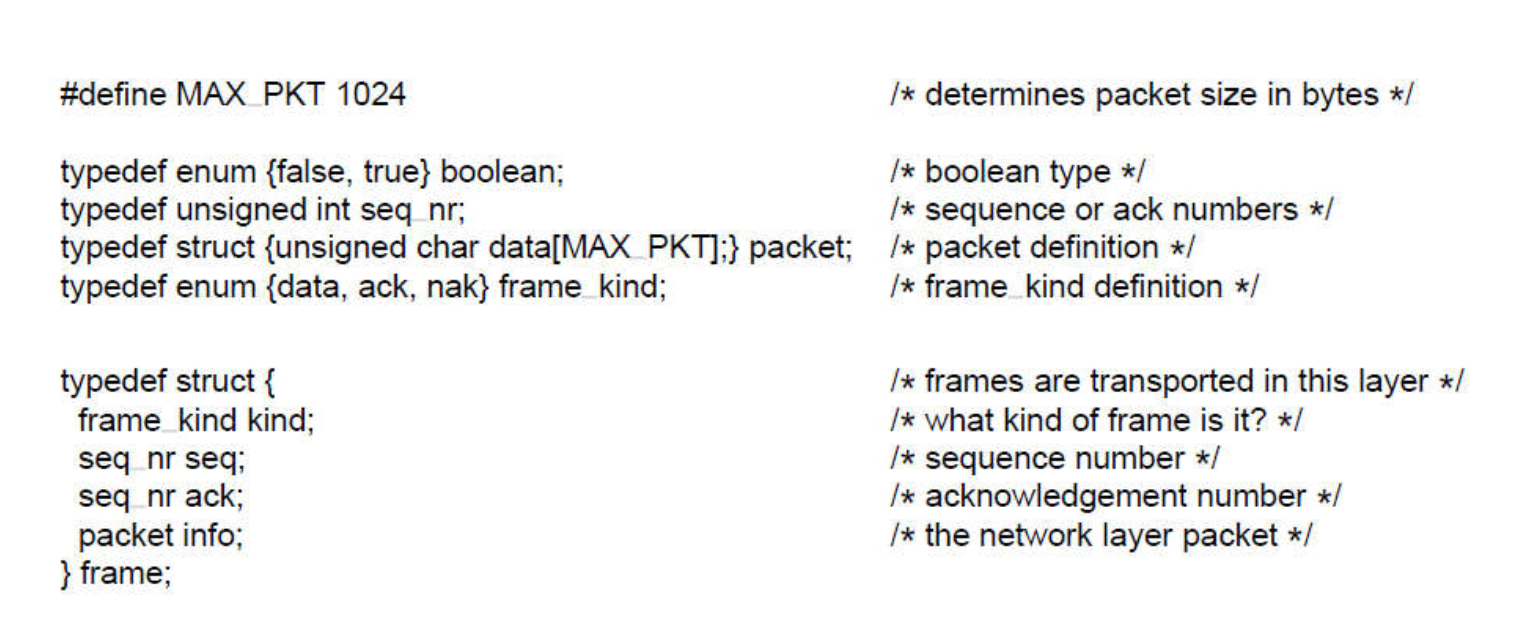 #define MAX_PKT 1024 /* determines packet size in bytes */
typedef enum {false, true} boolean; /* boolean type */
typedef unsigned int seq_nr; /* sequence or ack numbers */
typedef struct {unsigned char data[MAX_PKT];} packet; /* packet definition */
typedef enum {data, ack, nak} frame_kind; /* frame_kind definition */
typedef struct { /* frames are transported in this layer */
frame_kind kind; /* what kind of frame is it? */
seq_nr seq; /* sequence number */
seq_nr ack; /* acknowledgement number */
packet info; /* the network layer packet */
} frame;